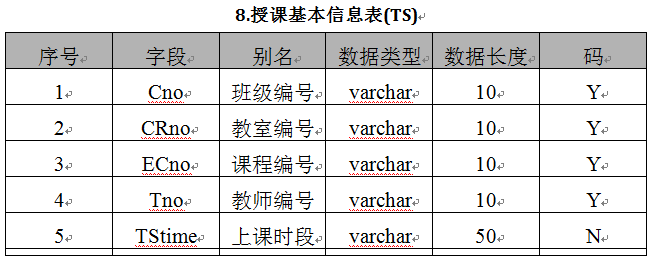 8.授课基本信息表(TS)
序号 字段 别名 数据类型 数据长度 码
1 Cno 班级编号 varchar 10 Y
2 CRno 教室编号 varchar 10 Y
3 ECno 课程编号 varchar 10 Y
4 Tno 教师编号 varchar 10 Y
5 TStime 上课时段 varchar 50 N